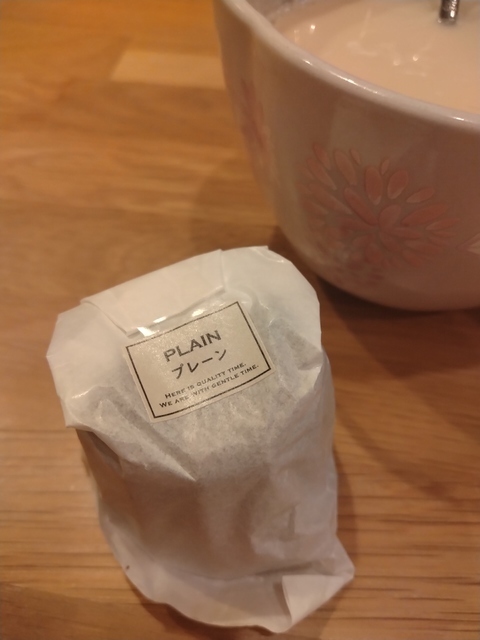 PLAIN
プレーン
HERE IS QUALITY TIME.
WE ARE WITH GENTLE TIME.